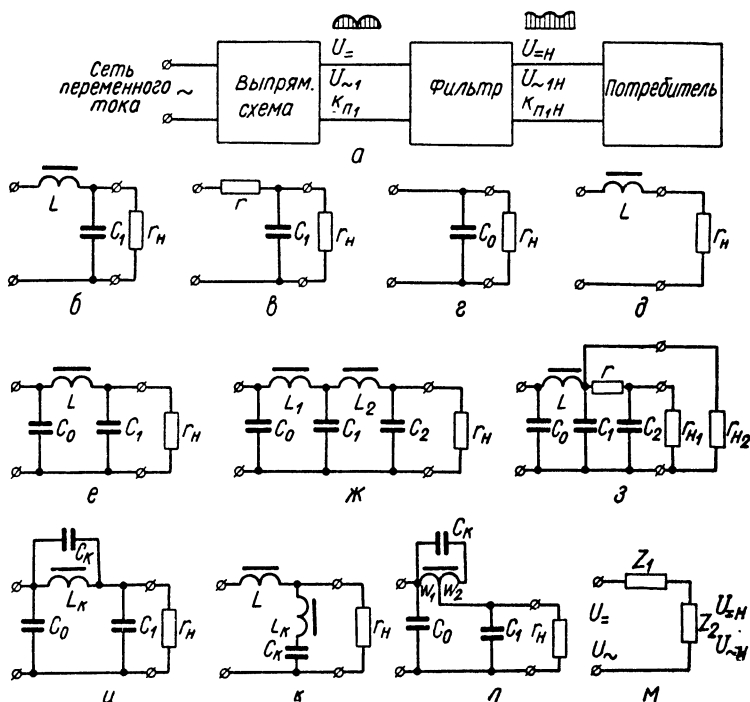 U= U=н
Сеть переменного тока ~
Выпрям. схема
U~1
Kп1
Фильтр
U~1н
Kп1н
Потребитель
а
L C1 rн
r C1 rн
C0 rн
L rн
б в г д
L C0 C1 rн
L1 L2 C0 C1 C2 rн
L r C0 C1 C2 rн1 rн2
е ж з
Cк Lк C0 C1 rн
L Lк Cк rн
Cк W1 W2 C0 C1 rн
Z1 U= U~ Z2 U=н U~н
и к л м